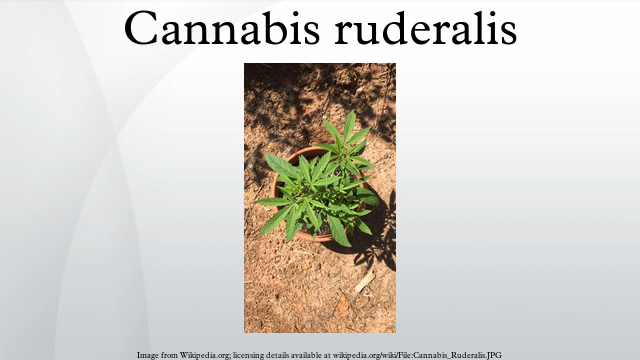 Cannabis ruderalis
Image from Wikipedia.org; licensing details available at wikipedia.org/wiki/File:Cannabis_Ruderalis.JPG